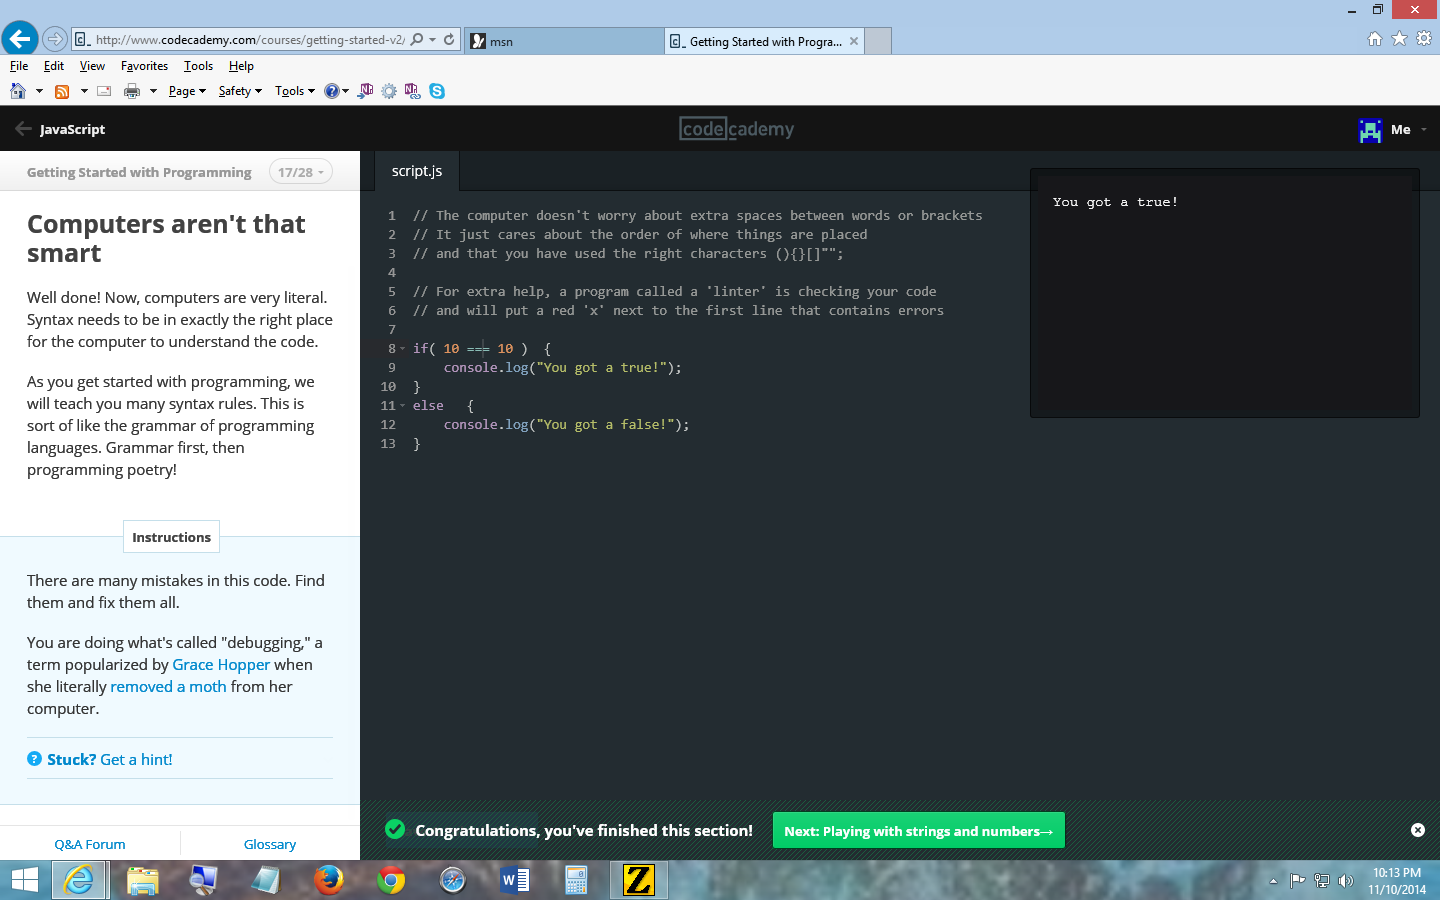 http://www.codecademy.com/courses/getting-started-v2/
msn
Getting Started with Progra...
File Edit View Favorites Tools Help
Page Safety Tools
JavaScript
codecademy
Me
Getting Started with Programming 17/28
Computers aren't that
smart
Well done! Now, computers are very literal.
Syntax needs to be in exactly the right place
for the computer to understand the code.
As you get started with programming, we
will teach you many syntax rules. This is
sort of like the grammar of programming
languages. Grammar first, then
programming poetry!
Instructions
There are many mistakes in this code. Find
them and fix them all.
You are doing what's called "debugging," a
term popularized by Grace Hopper when
she literally removed a moth from her
computer.
? Stuck? Get a hint!
Q&A Forum Glossary
script.js
1 // The computer doesn't worry about extra spaces between words or brackets
2 // It just cares about the order of where things are placed
3 // and that you have used the right characters (){}[]"";
4
5 // For extra help, a program called a 'linter' is checking your code
6 // and will put a red 'x' next to the first line that contains errors
7
8 if( 10 === 10 )  {
9     console.log("You got a true!");
10 }
11 else   {
12     console.log("You got a false!");
13 }
You got a true!
Congratulations, you've finished this section!
Next: Playing with strings and numbers→
10:13 PM
11/10/2014